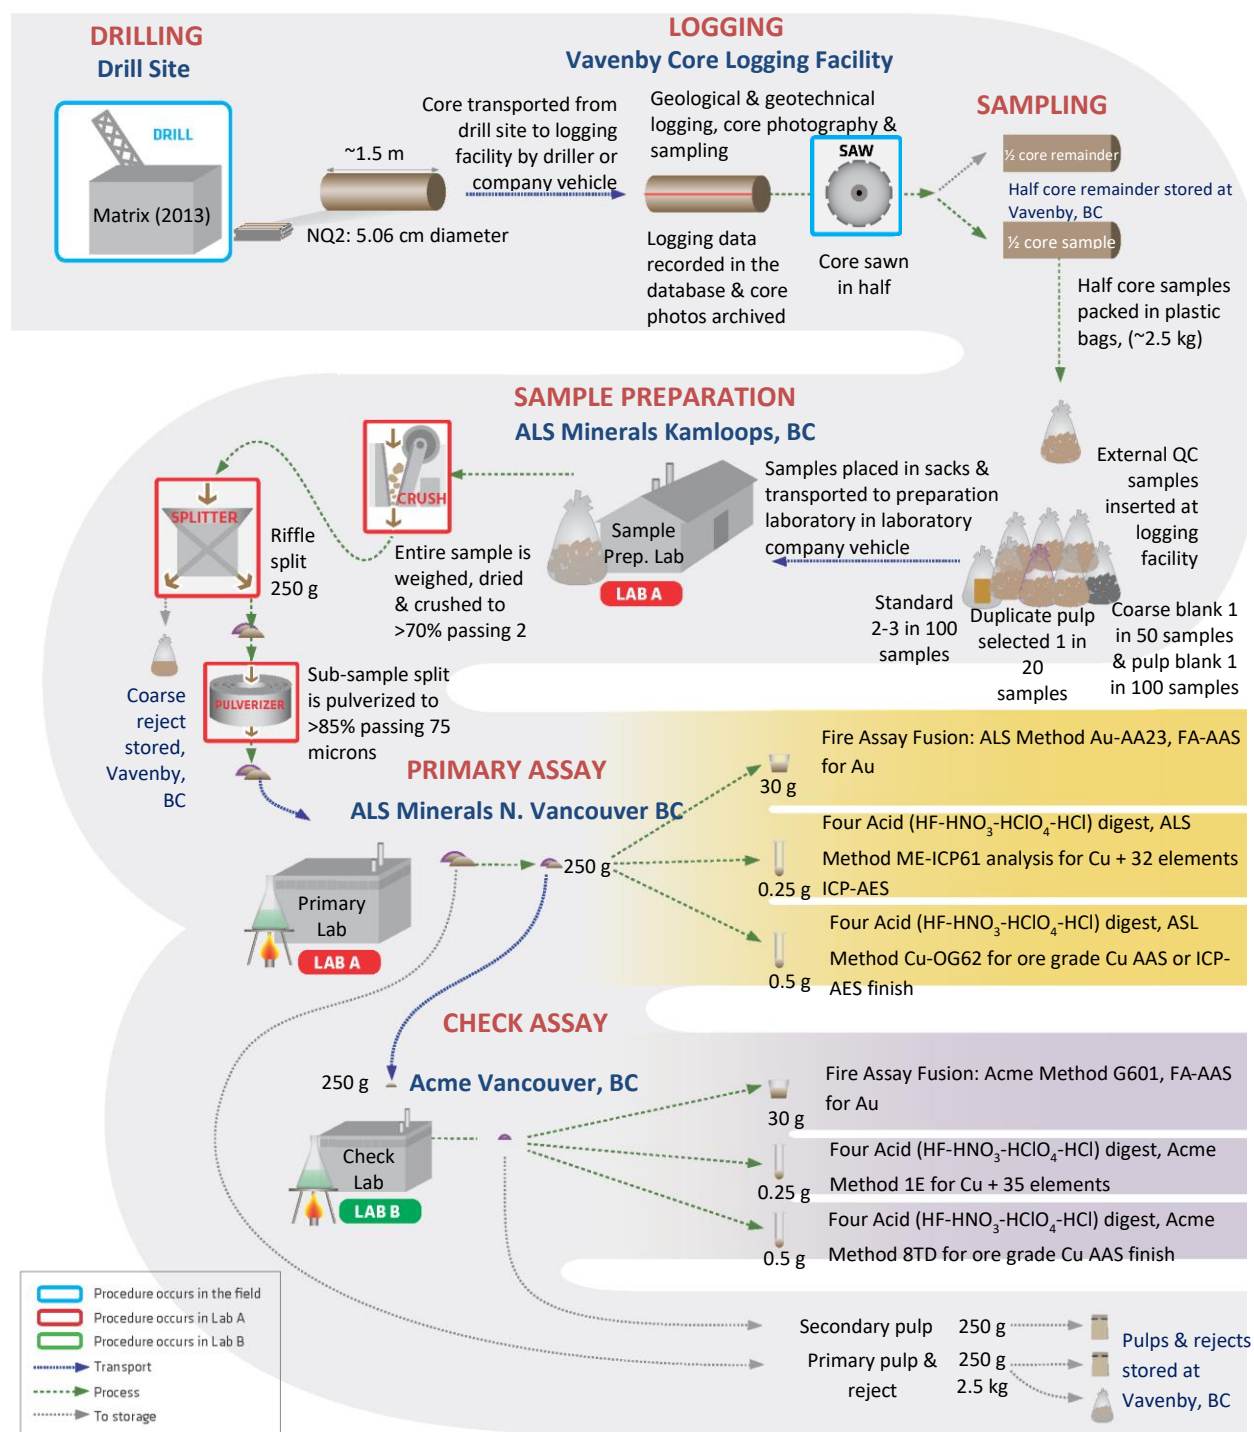 DRILLING
Drill Site
DRILL
Matrix (2013)
~1.5 m
NQ2: 5.06 cm diameter
Core transported from
drill site to logging
facility by driller or
company vehicle
LOGGING
Vavenby Core Logging Facility
Geological & geotechnical
logging, core photography &
sampling
SAW
Logging data
recorded in the
database & core
photos archived
Core sawn
in half
SAMPLING
½ core remainder
Half core remainder stored at
Vavenby, BC
½ core sample
Half core samples
packed in plastic
bags, (~2.5 kg)
External QC
samples
inserted at
logging
facility
Standard
2-3 in 100
samples
Duplicate pulp
selected 1 in
20
samples
Coarse blank 1
in 50 samples
& pulp blank 1
in 100 samples
Samples placed in sacks &
transported to preparation
laboratory in laboratory
company vehicle
SAMPLE PREPARATION
ALS Minerals Kamloops, BC
Sample
Prep. Lab
LAB A
CRUSH
Entire sample is
weighed, dried
& crushed to
>70% passing 2
SPLITTER
Riffle
split
250 g
Coarse
reject
stored,
Vavenby,
BC
PULVERIZER
Sub-sample split
is pulverized to
>85% passing 75
microns
PRIMARY ASSAY
ALS Minerals N. Vancouver BC
Primary
Lab
LAB A
250 g
30 g
Fire Assay Fusion: ALS Method Au-AA23, FA-AAS
for Au
0.25 g
Four Acid (HF-HNO3-HClO4-HCl) digest, ALS
Method ME-ICP61 analysis for Cu + 32 elements
ICP-AES
0.5 g
Four Acid (HF-HNO3-HClO4-HCl) digest, ASL
Method Cu-OG62 for ore grade Cu AAS or ICP-
AES finish
CHECK ASSAY
250 g
Acme Vancouver, BC
Check
Lab
LAB B
30 g
Fire Assay Fusion: Acme Method G601, FA-AAS
for Au
0.25 g
Four Acid (HF-HNO3-HClO4-HCl) digest, Acme
Method 1E for Cu + 35 elements
0.5 g
Four Acid (HF-HNO3-HClO4-HCl) digest, Acme
Method 8TD for ore grade Cu AAS finish
Procedure occurs in the field
Procedure occurs in Lab A
Procedure occurs in Lab B
Transport
Process
To storage
Secondary pulp 250 g
Primary pulp & 250 g
reject 2.5 kg
Pulps & rejects
stored at
Vavenby, BC